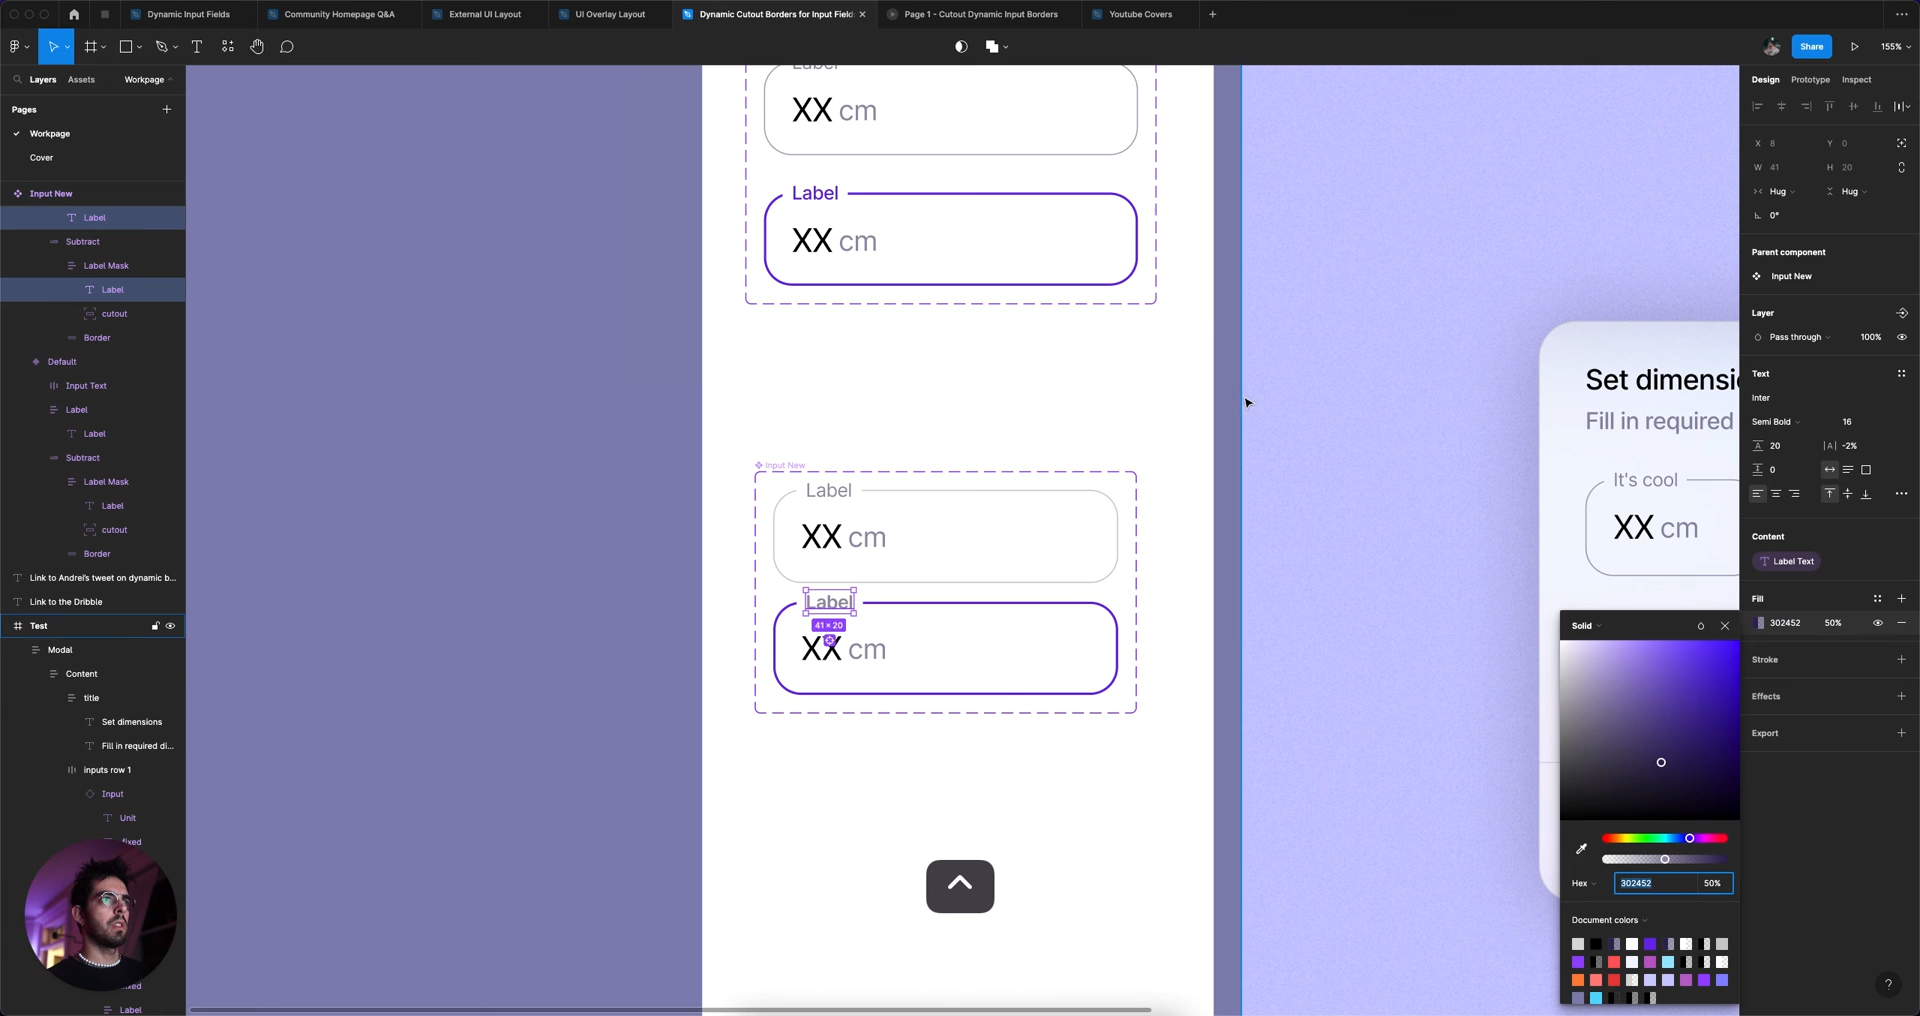 Dynamic Input Fields
Community Homepage Q&A
External UI Layout
UI Overlay Layout
Dynamic Cutout Borders for Input Field
Page 1 - Cutout Dynamic Input Borders
Youtube Covers
Share
155%
Layers
Assets
Workpage
Pages
Workpage
Cover
Input New
Label
Subtract
Label Mask
Label
cutout
Border
Default
Input Text
Label
Label
Subtract
Label Mask
Label
cutout
Border
Link to Andrei's tweet on dynamic b...
Link to the Dribble
Test
Modal
Content
title
Set dimensions
Fill in required di...
inputs row 1
Input
Unit
fixed
Label
Label
XX cm
Label
XX cm
Input New
Label
XX cm
Label
41 × 20
XX cm
Set dimensi
Fill in required
It's cool
XX cm
Design
Prototype
Inspect
X 8
Y 0
W 41
H 20
Hug
Hug
0°
Parent component
Input New
Layer
Pass through
100%
Text
Inter
Semi Bold
16
20
-2%
0
Content
Label Text
Fill
302452
50%
Stroke
Effects
Export
Solid
Hex
302452
50%
Document colors
?